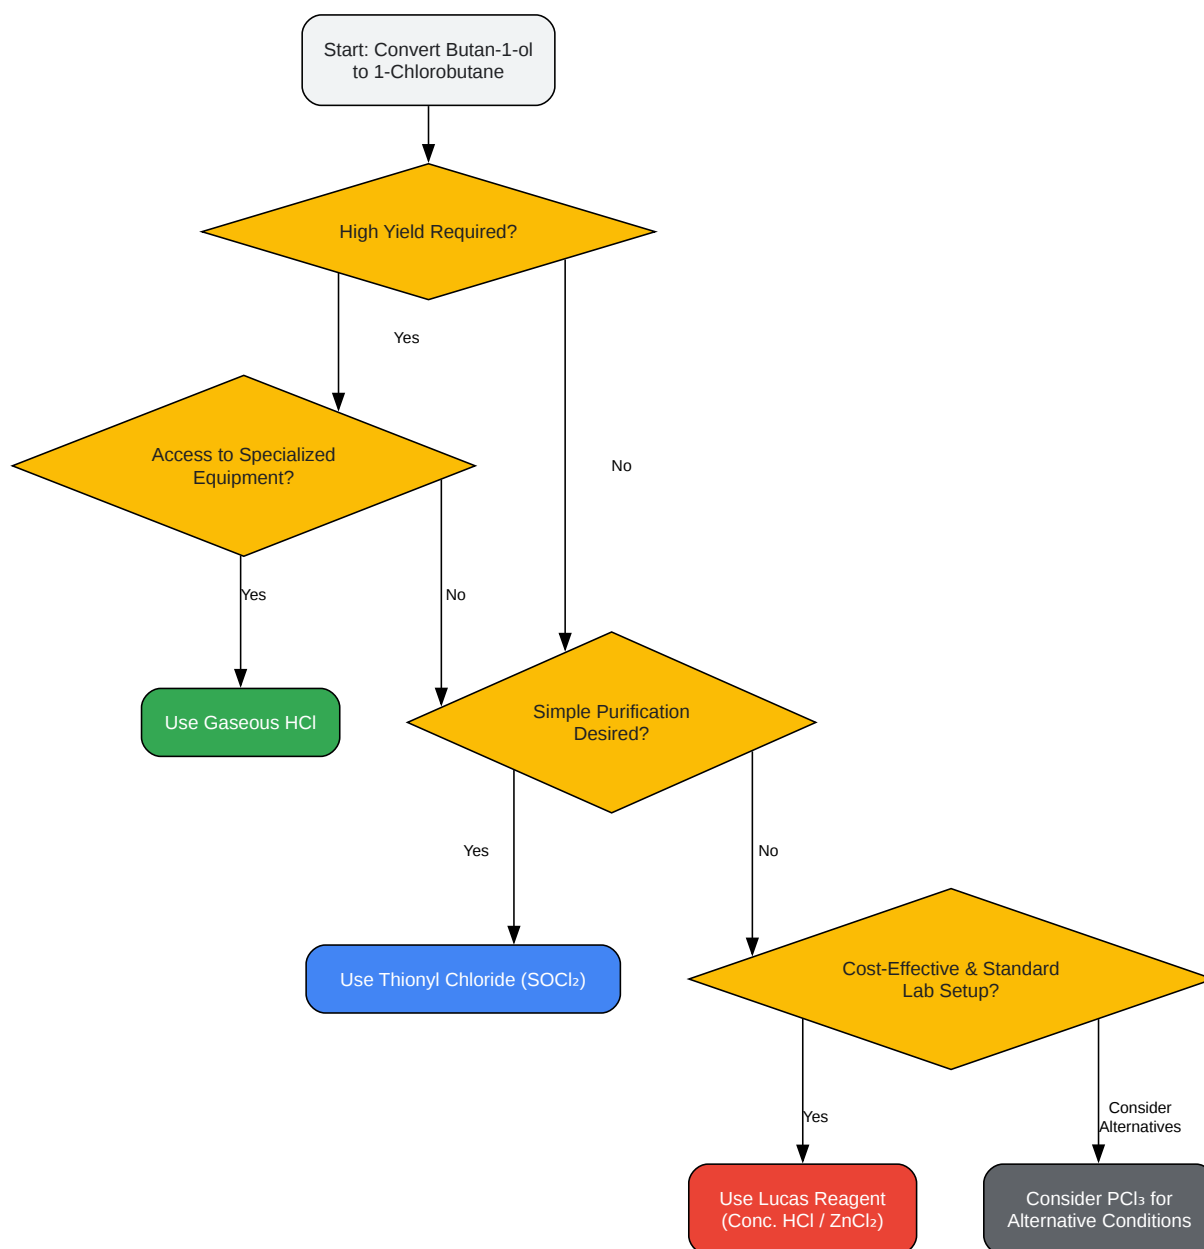 Start: Convert Butan-1-ol
to 1-Chlorobutane
High Yield Required?
Yes
Access to Specialized
Equipment?
No
Yes
No
Use Gaseous HCl
Simple Purification
Desired?
Yes
No
Use Thionyl Chloride (SOCl₂)
Cost-Effective & Standard
Lab Setup?
Yes
Consider
Alternatives
Use Lucas Reagent
(Conc. HCl / ZnCl₂)
Consider PCl₃ for
Alternative Conditions